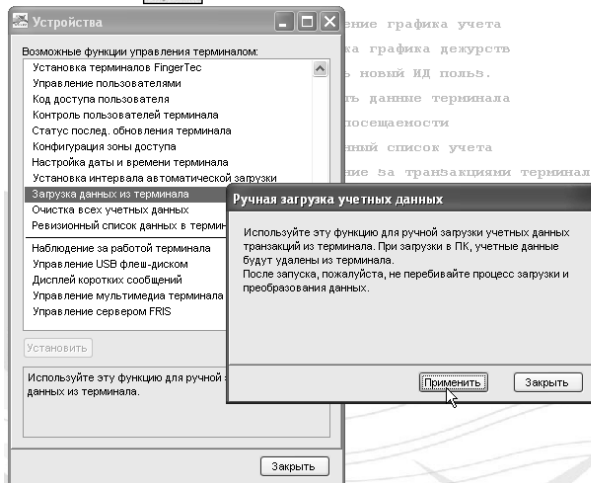 Устройства
Возможные функции управления терминалом:
Установка терминалов FingerTec
Управление пользователями
Код доступа пользователя
Контроль пользователей терминала
Статус послед. обновления терминала
Конфигурация зоны доступа
Настройка даты и времени терминала
Установка интервала автоматической загрузки
Загрузка данных из терминала
Очистка всех учетных данных
Ревизионный список данных в термин
Наблюдение за работой терминала
Управление USB флеш-диском
Дисплей коротких сообщений
Управление мультимедиа терминала
Управление сервером FRIS
Установить
Используйте эту функцию для ручной з
данных из терминала.
Закрыть
ение графика учета
ка графика дежурств
ь новый ИД польз.
ть данные терминала
посещаемости
нный список учета
ние за транзакциями терминал
Ручная загрузка учетных данных
Используйте эту функцию для ручной загрузки учетных данных
транзакций из терминала. При загрузки в ПК, учетные данные
будут удалены из терминала.
После запуска, пожалуйста, не перебивайте процесс загрузки и
преобразования данных.
Применить
Закрыть